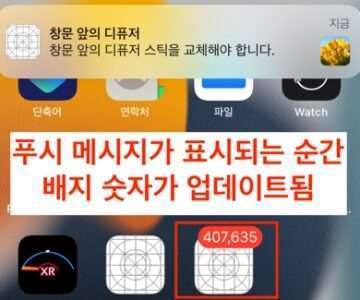 창문 앞의 디퓨저
지금
창문 앞의 디퓨저 스틱을 교체해야 합니다.
단축어
연락처
파일
Watch
푸시 메시지가 표시되는 순간
배지 숫자가 업데이트됨
407,635
XR